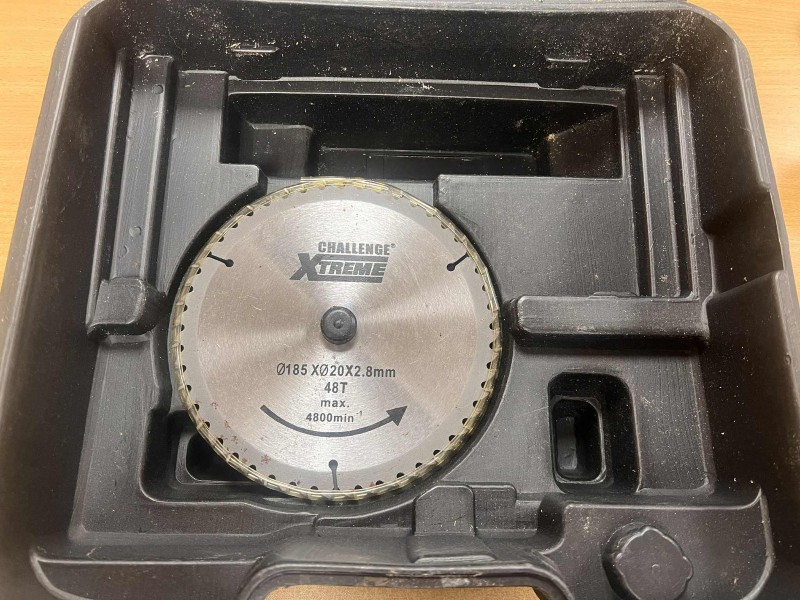 CHALLENGE®
XTREME
Ø185 XØ20X2.8mm
48T
max.
4800min⁻¹